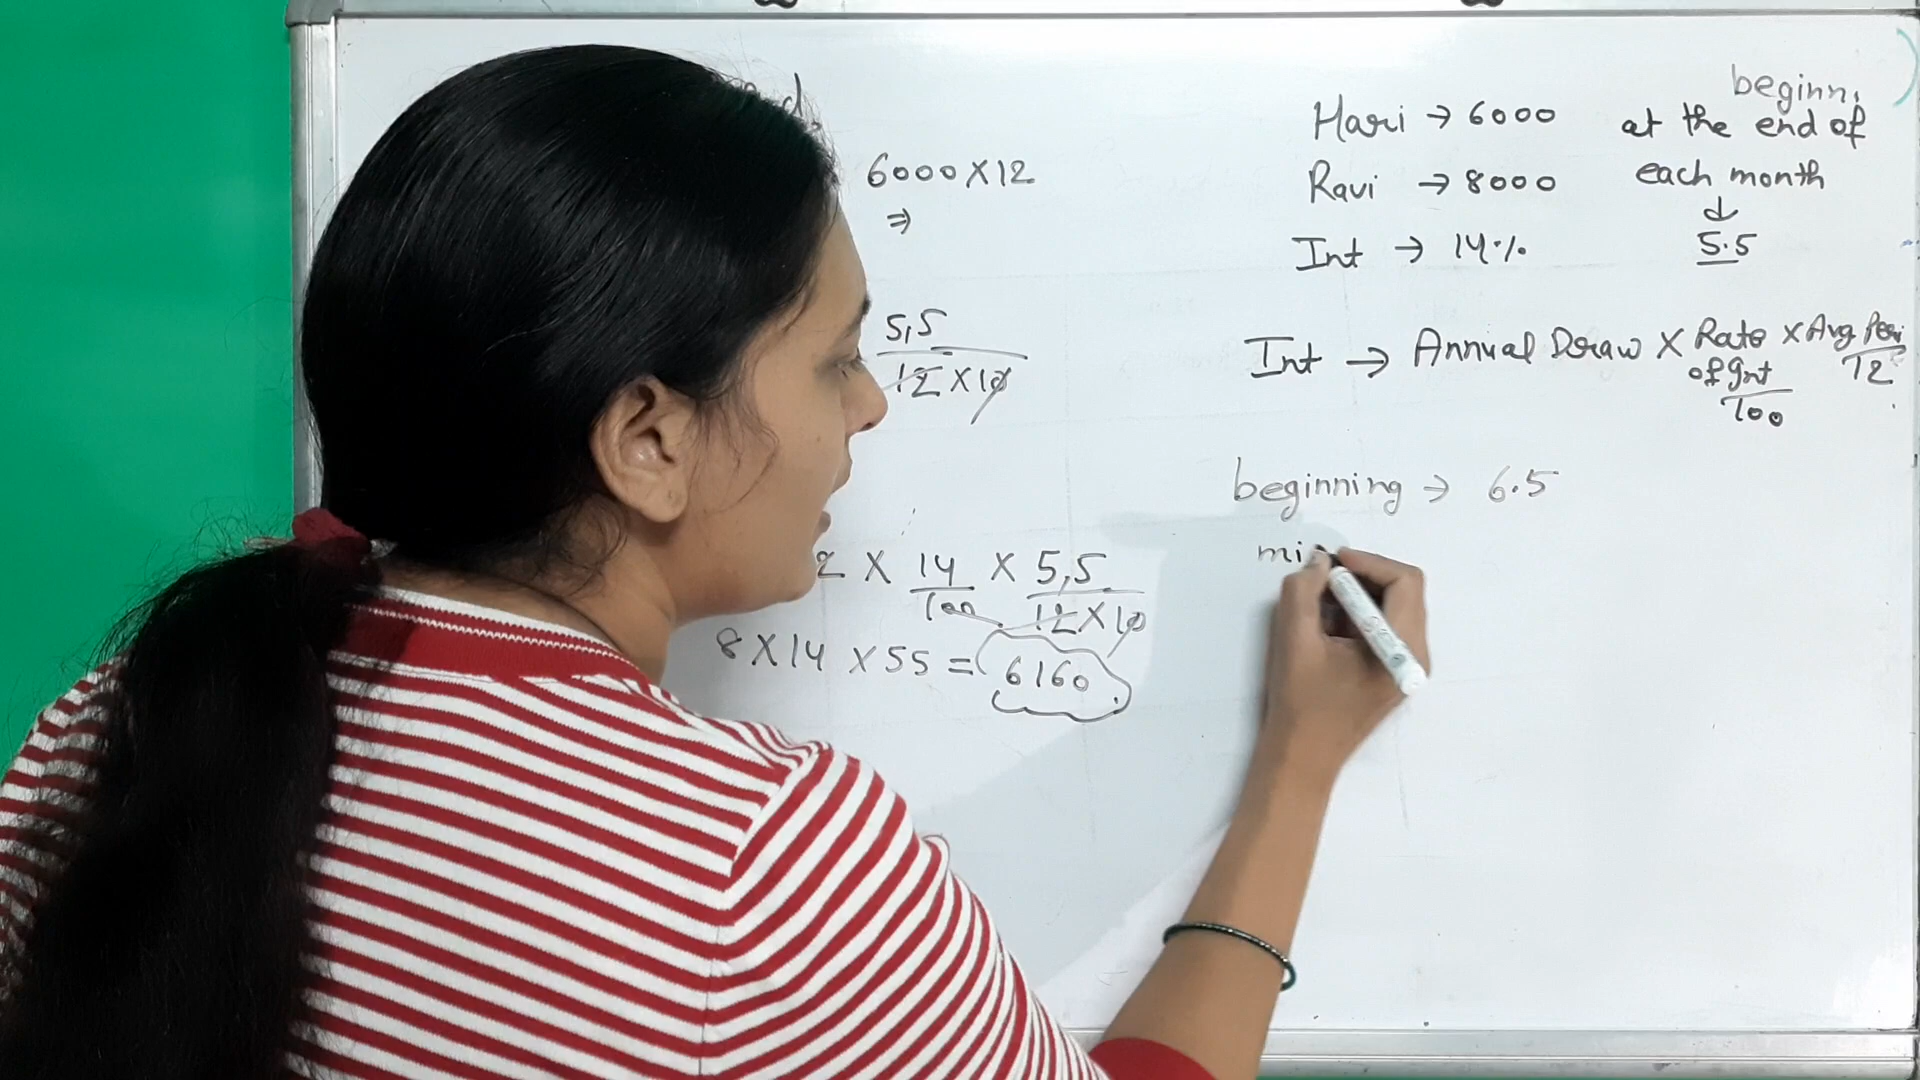 6000 X 12
⇒
5,5
12 X 10
2 X 14 X 5,5
100 12 X 10
8 X 14 X 55 = 6160
beginn
Hari → 6000 at the end of
Ravi → 8000 each month
Int → 14% 5.5
Int → Annual Draw X Rate X Avg Peri
of Int 12
100
beginning → 6.5
mi